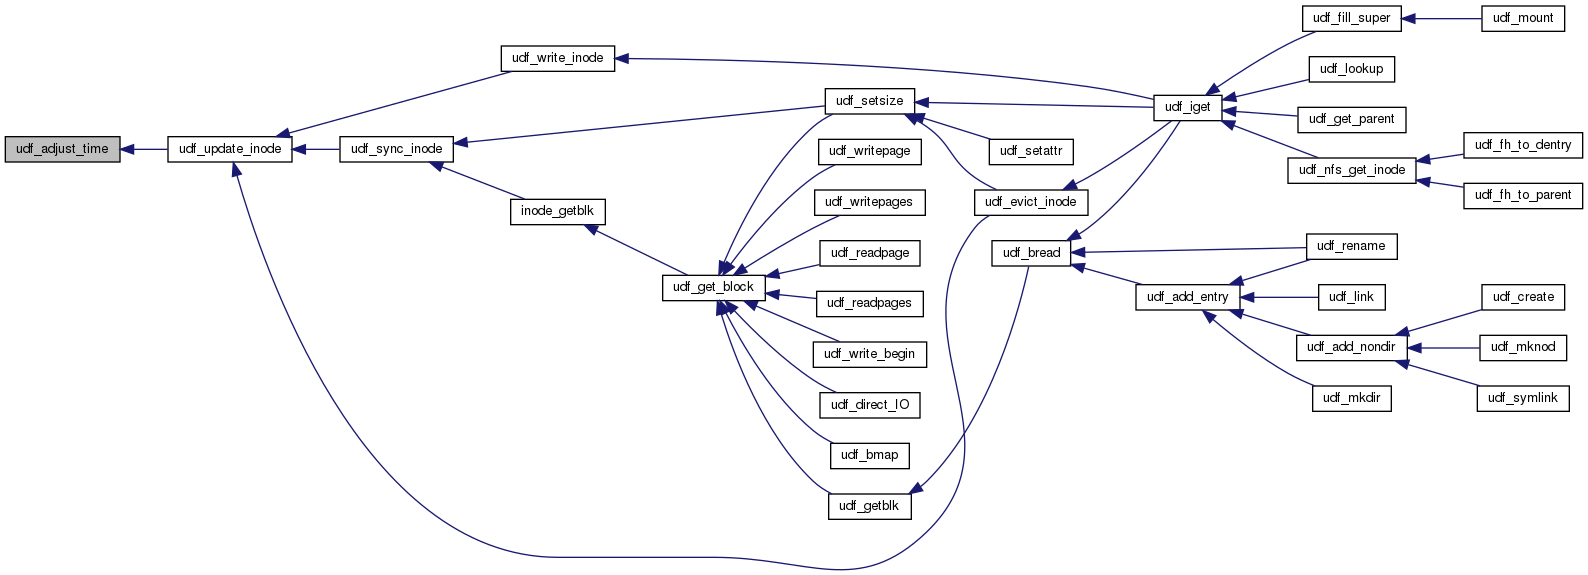 udf_adjust_time
udf_update_inode
udf_write_inode
udf_sync_inode
inode_getblk
udf_get_block
udf_setsize
udf_writepage
udf_writepages
udf_readpage
udf_readpages
udf_write_begin
udf_direct_IO
udf_bmap
udf_getblk
udf_setattr
udf_evict_inode
udf_bread
udf_iget
udf_add_entry
udf_fill_super
udf_lookup
udf_get_parent
udf_nfs_get_inode
udf_rename
udf_link
udf_add_nondir
udf_mkdir
udf_mount
udf_fh_to_dentry
udf_fh_to_parent
udf_create
udf_mknod
udf_symlink